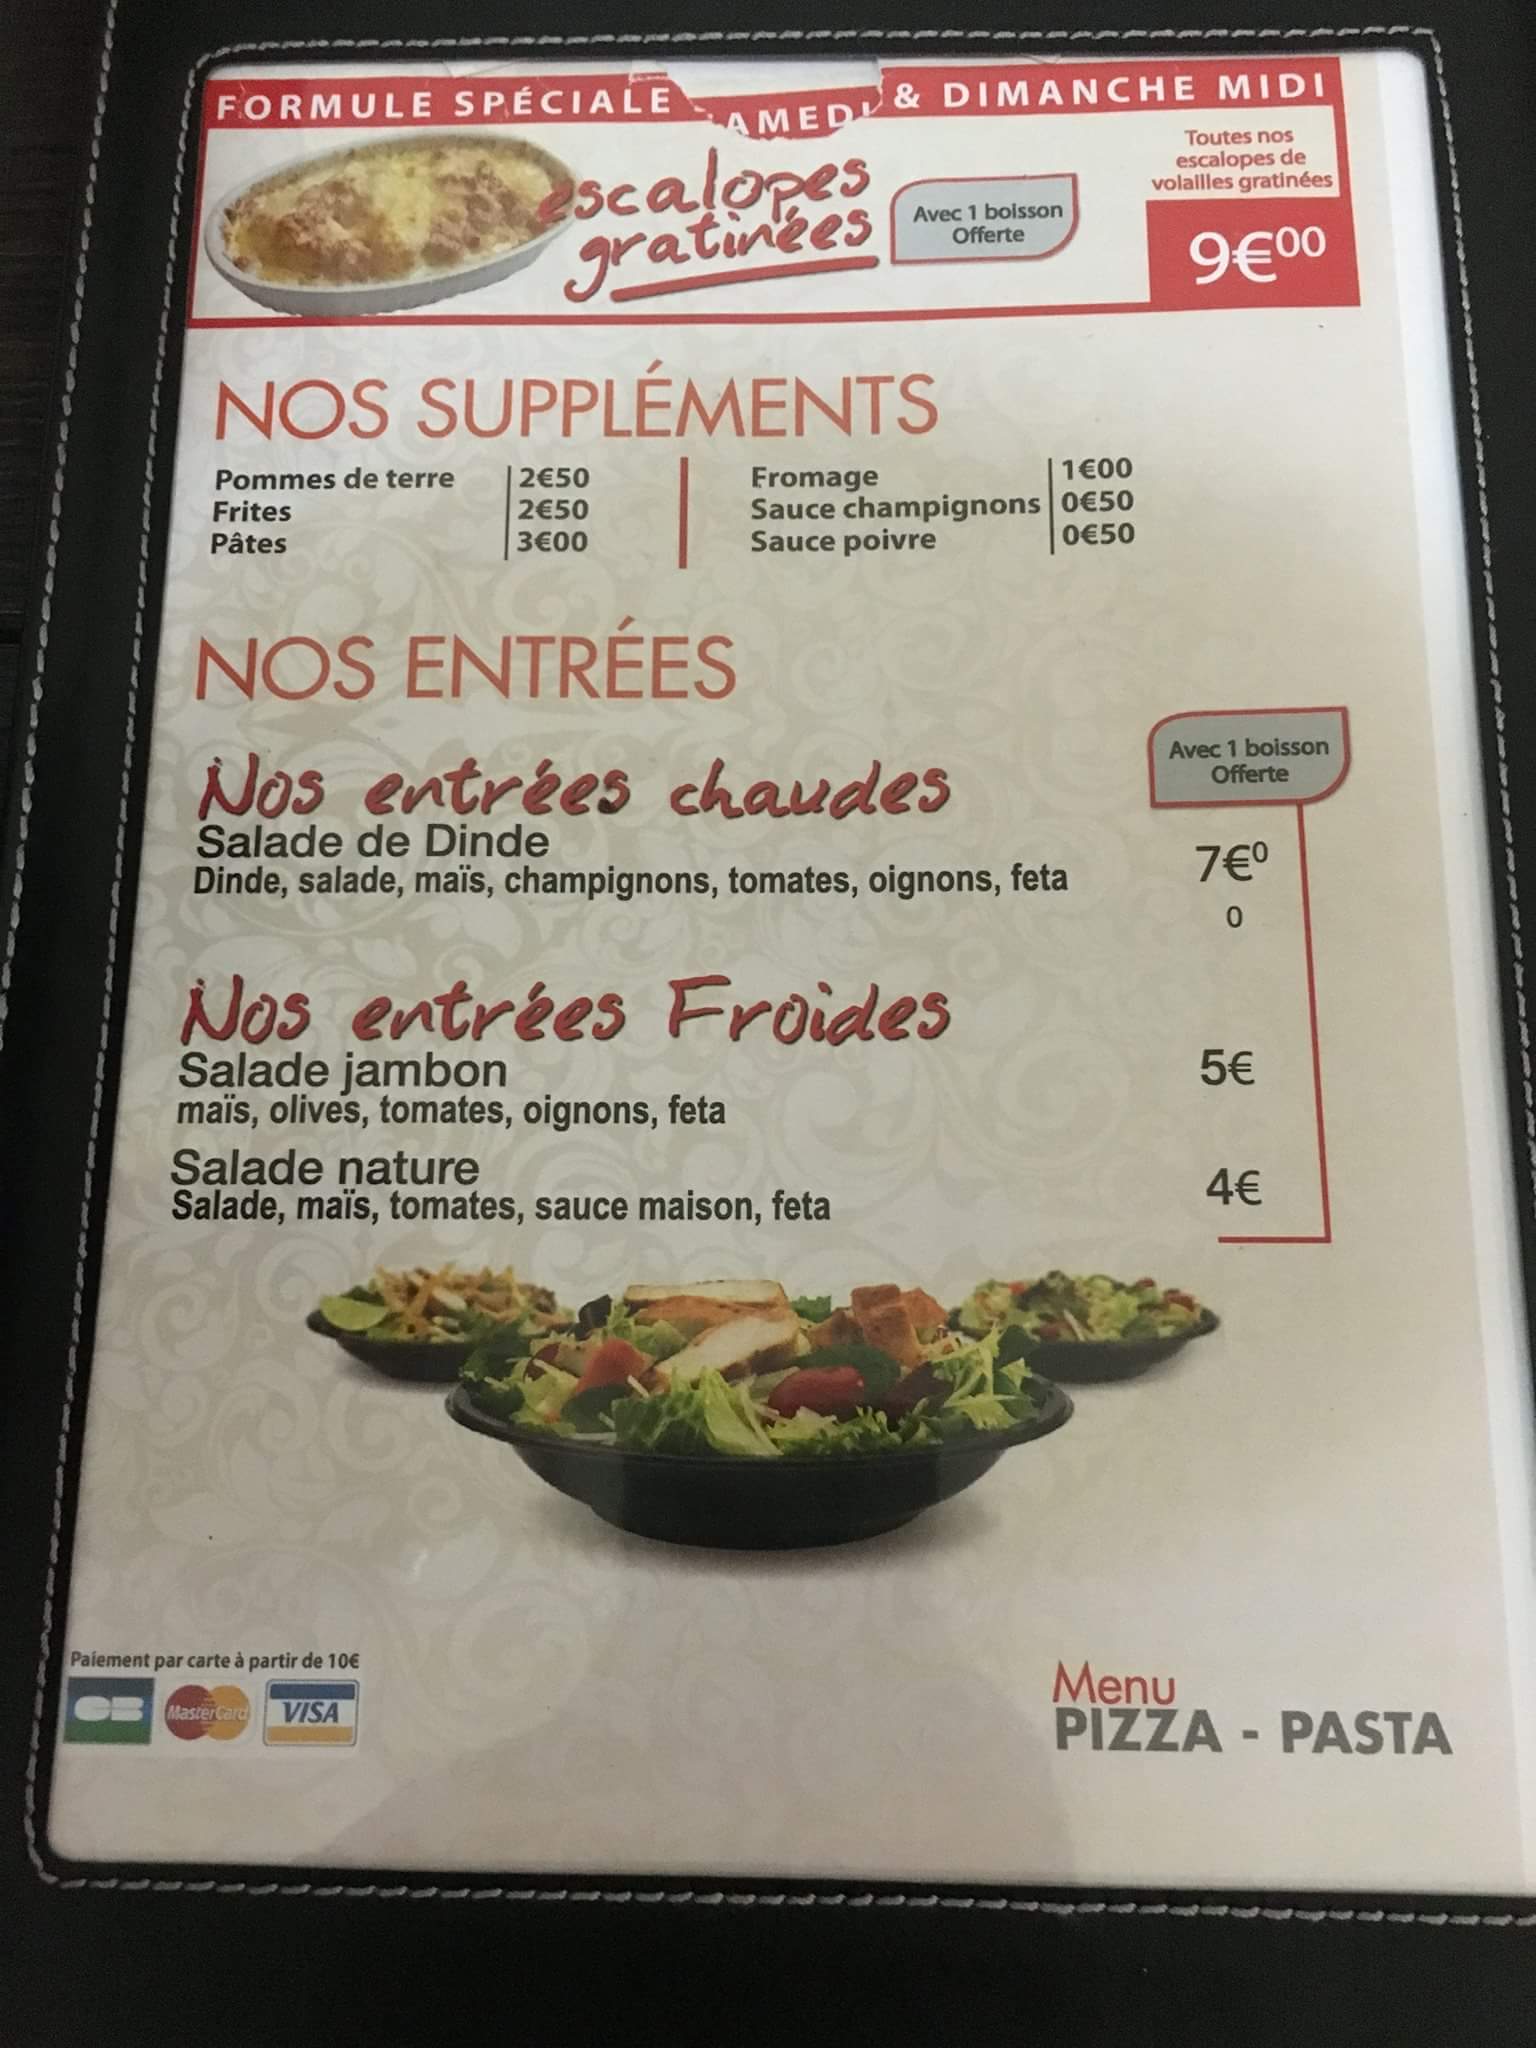 FORMULE SPÉCIALE SAMEDI & DIMANCHE MIDI
escalopes
gratinées
Avec 1 boisson
Offerte
Toutes nos
escalopes de
volailles gratinées
9€00
NOS SUPPLÉMENTS
Pommes de terre 2€50
Frites 2€50
Pâtes 3€00
Fromage 1€00
Sauce champignons 0€50
Sauce poivre 0€50
NOS ENTRÉES
Avec 1 boisson
Offerte
Nos entrées chaudes
Salade de Dinde 7€0
0
Dinde, salade, maïs, champignons, tomates, oignons, feta
Nos entrées Froides
Salade jambon 5€
maïs, olives, tomates, oignons, feta
Salade nature 4€
Salade, maïs, tomates, sauce maison, feta
Paiement par carte à partir de 10€
CB MasterCard VISA
Menu
PIZZA - PASTA